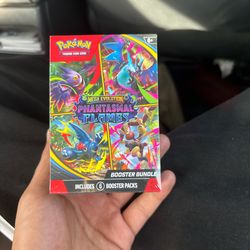 POKÉMON
TRADING CARD GAME
MEGA EVOLUTION
PHANTASMAL
FLAMES
BOOSTER BUNDLE
INCLUDES 6 BOOSTER PACKS